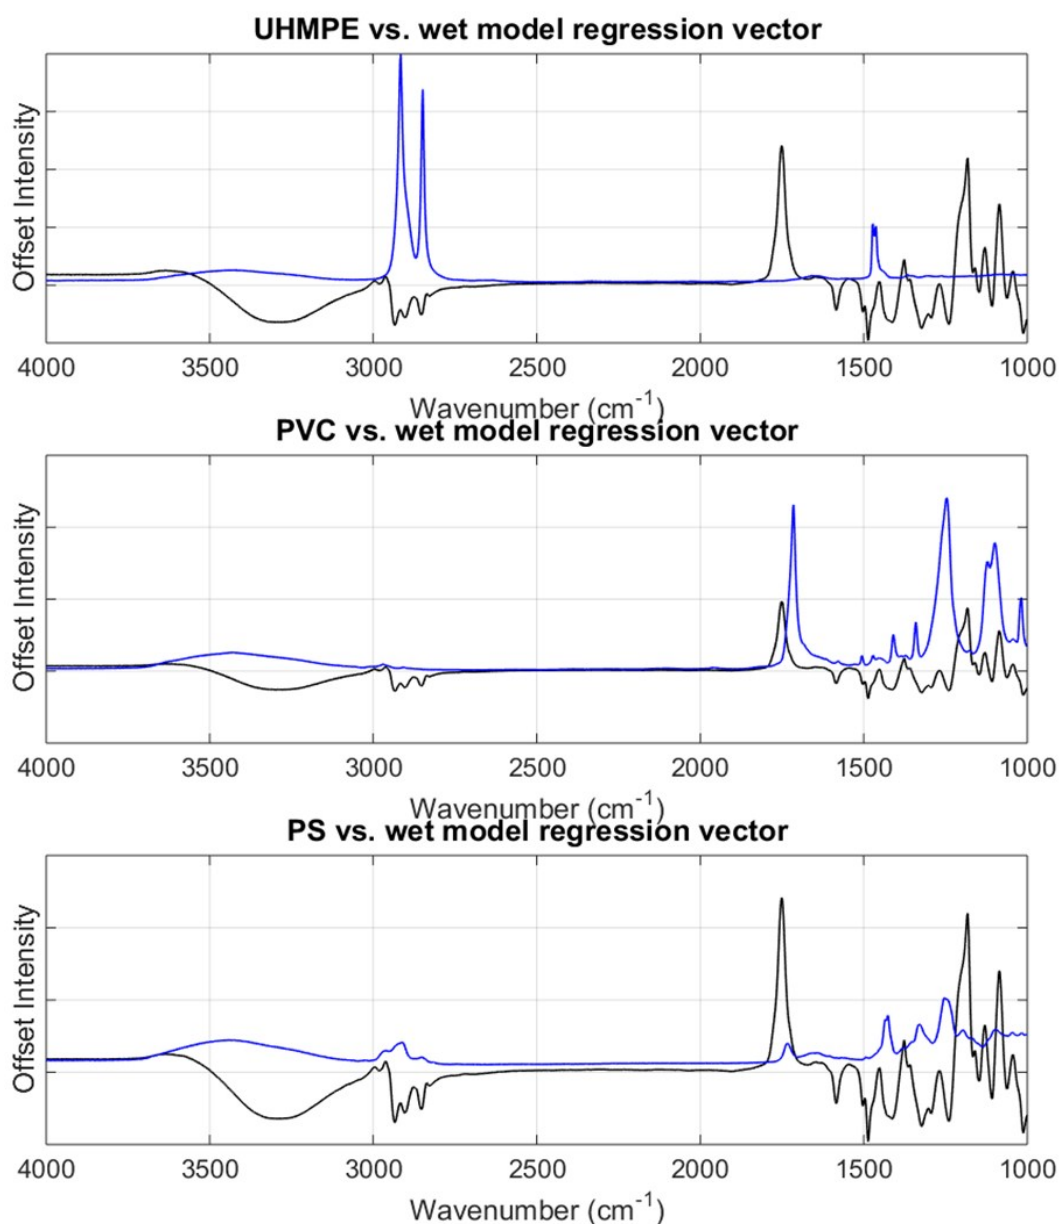 UHMPE vs. wet model regression vector
Offset Intensity
4000 3500 3000 2500 2000 1500 1000
Wavenumber (cm⁻¹)
PVC vs. wet model regression vector
Offset Intensity
4000 3500 3000 2500 2000 1500 1000
Wavenumber (cm⁻¹)
PS vs. wet model regression vector
Offset Intensity
4000 3500 3000 2500 2000 1500 1000
Wavenumber (cm⁻¹)